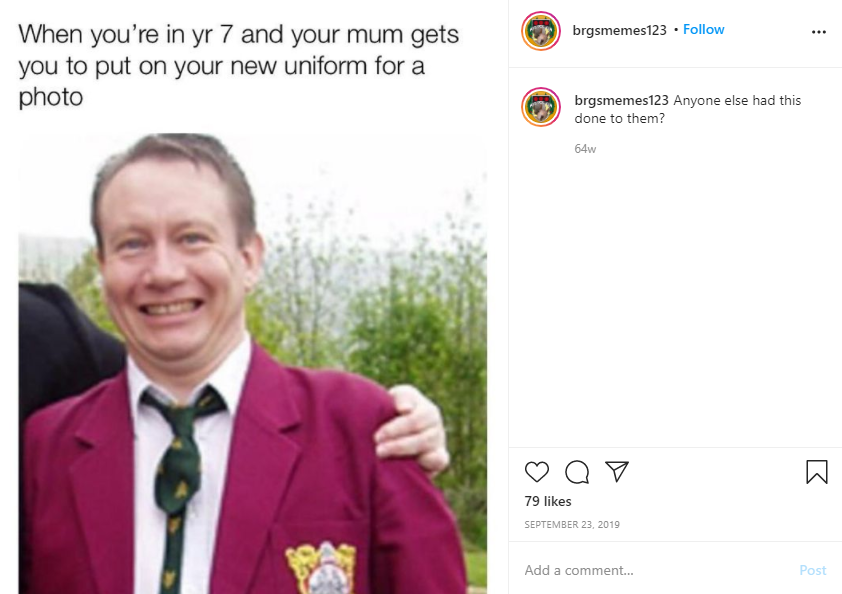 When you're in yr 7 and your mum gets
you to put on your new uniform for a
photo
brgsmemes123 • Follow
brgsmemes123 Anyone else had this
done to them?
64w
79 likes
SEPTEMBER 23, 2019
Add a comment...
Post